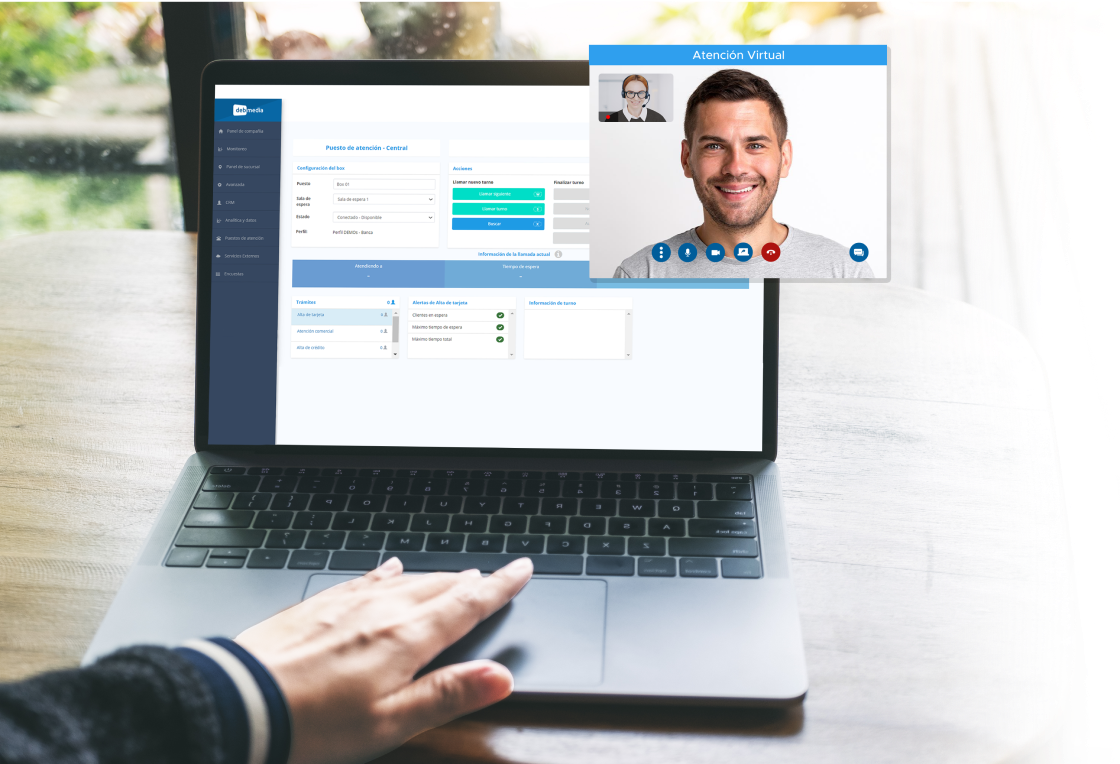 Atención Virtual
debmedia
Panel de compañía
Monitoreo
Panel de sucursal
Avanzada
CRM
Analítica y datos
Puestos de atención
Servicios Externos
Encuestas
Puesto de atención - Central
Configuración del box
Puesto
Box 01
Sala de espera
Sala de espera 1
Estado
Conectado - Disponible
Perfil:
Perfil DEMOs - Banca
Acciones
Llamar nuevo turno
Finalizar turno
Llamar siguiente
Llamar turno
Buscar
Información de la llamada actual
Atendiendo a
-
Tiempo de espera
-
Trámites
0
Alta de tarjeta
0
Atención comercial
0
Alta de crédito
0
Alertas de Alta de tarjeta
Clientes en espera
Máximo tiempo de espera
Máximo tiempo total
Información de turno